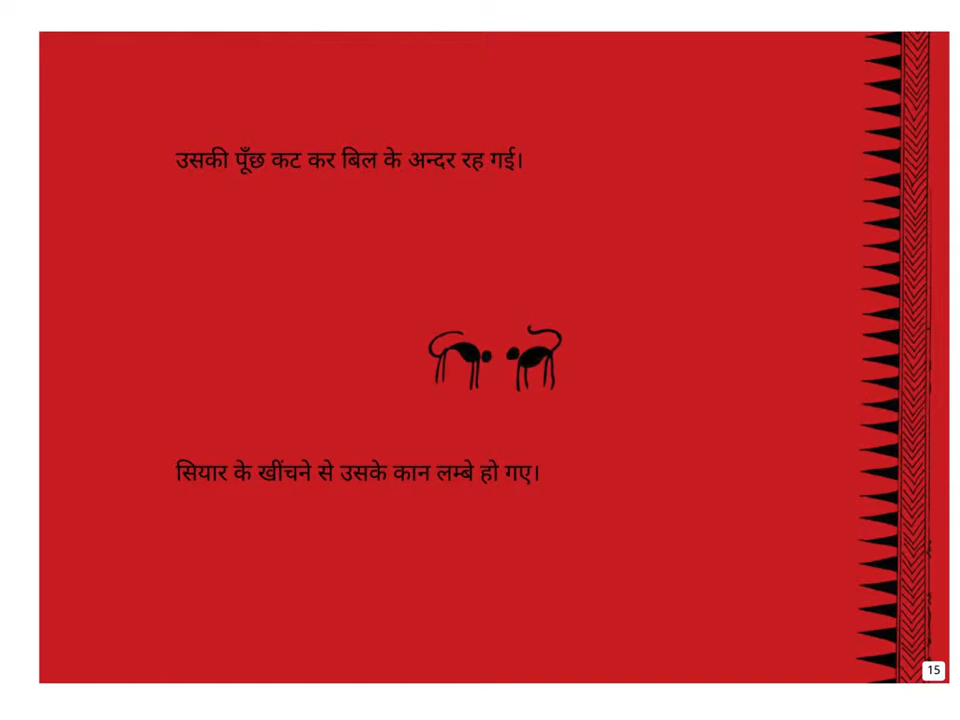 उसकी पूँछ कट कर बिल के अन्दर रह गई।
सियार के खींचने से उसके कान लम्बे हो गए।
15